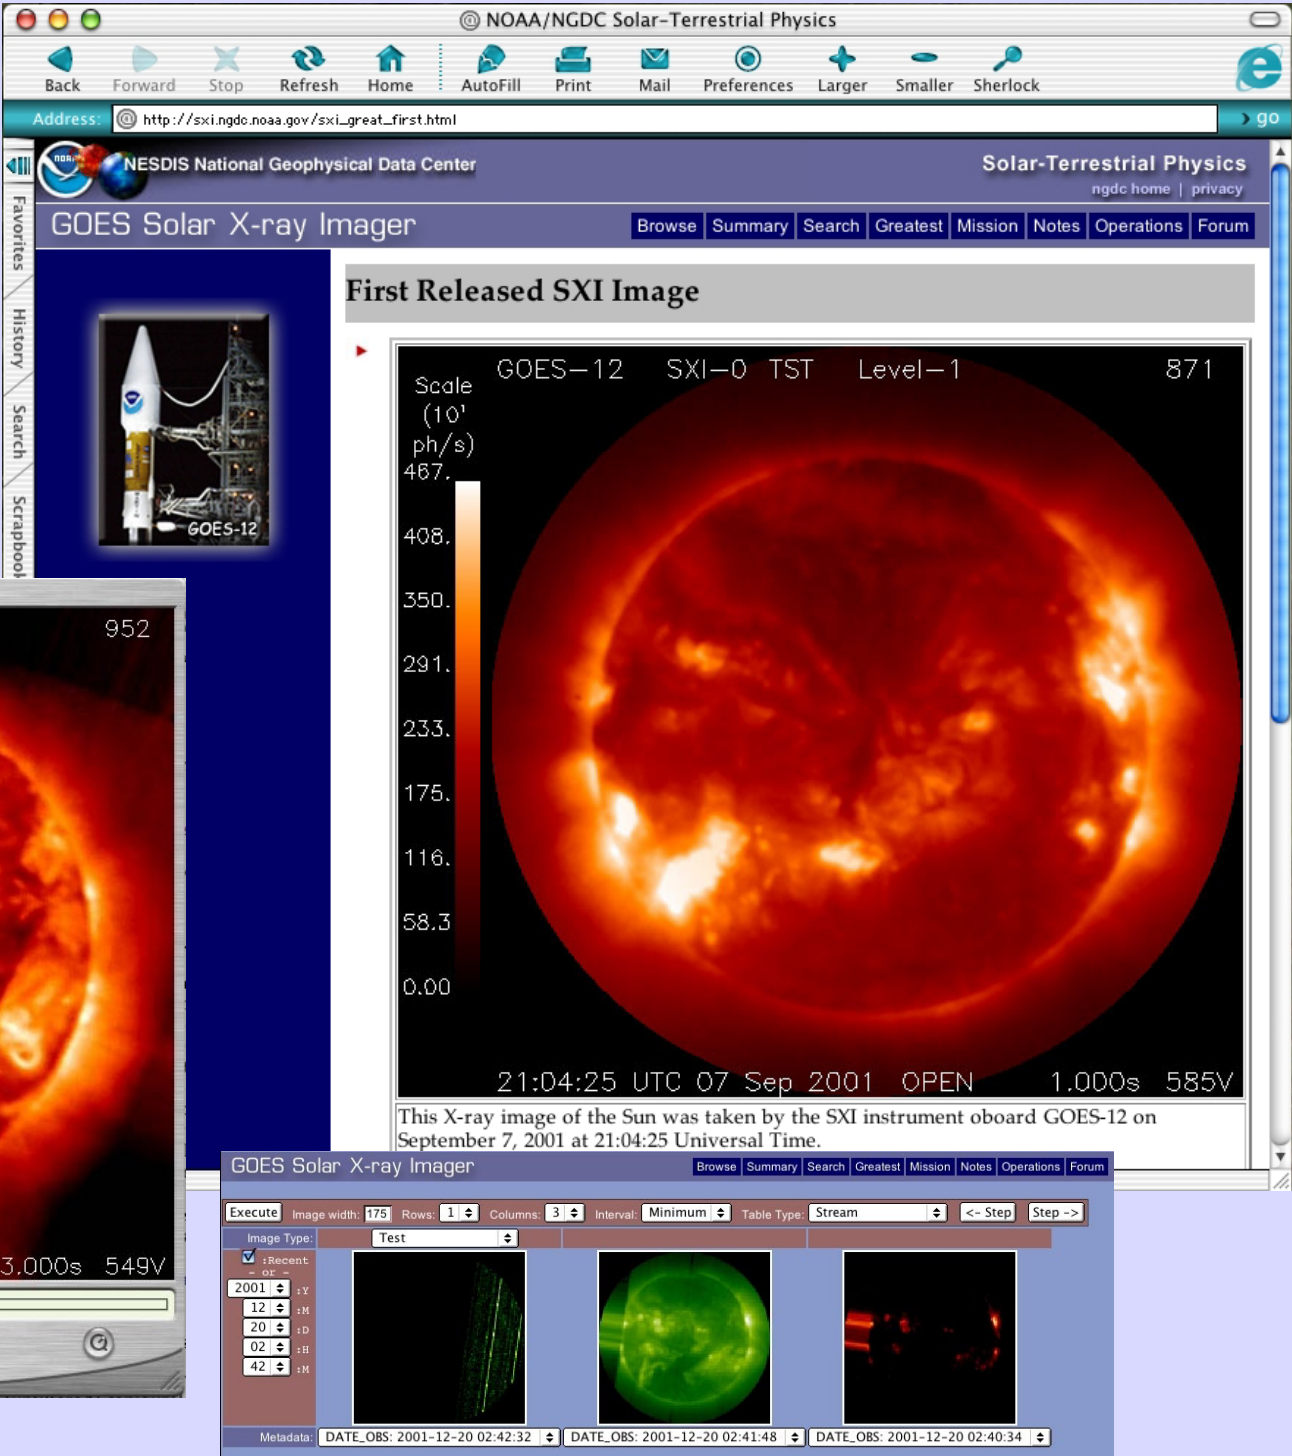 @ NOAA/NGDC Solar-Terrestrial Physics
Back Forward Stop Refresh Home AutoFill Print Mail Preferences Larger Smaller Sherlock
Address: @ http://sxi.ngdc.noaa.gov/sxi_great_first.html go
NOAA NESDIS National Geophysical Data Center Solar-Terrestrial Physics
ngdc home | privacy
GOES Solar X-ray Imager Browse Summary Search Greatest Mission Notes Operations Forum
Favorites
History
Search
Scrapbook
First Released SXI Image
GOES-12
GOES-12 SXI-0 TST Level-1 871
Scale
(10¹
ph/s)
467.
408.
350.
291.
233.
175.
116.
58.3
0.00
21:04:25 UTC 07 Sep 2001 OPEN 1.000s 585V
This X-ray image of the Sun was taken by the SXI instrument oboard GOES-12 on
September 7, 2001 at 21:04:25 Universal Time.
952
3.000s 549V
GOES Solar X-ray Imager Browse Summary Search Greatest Mission Notes Operations Forum
Execute Image width: 175 Rows: 1 Columns: 3 Interval: Minimum Table Type: Stream <- Step Step ->
Image Type: Test
:Recent
- or -
2001 :Y
12 :M
20 :D
02 :H
42 :M
Metadata: DATE_OBS: 2001-12-20 02:42:32 DATE_OBS: 2001-12-20 02:41:48 DATE_OBS: 2001-12-20 02:40:34